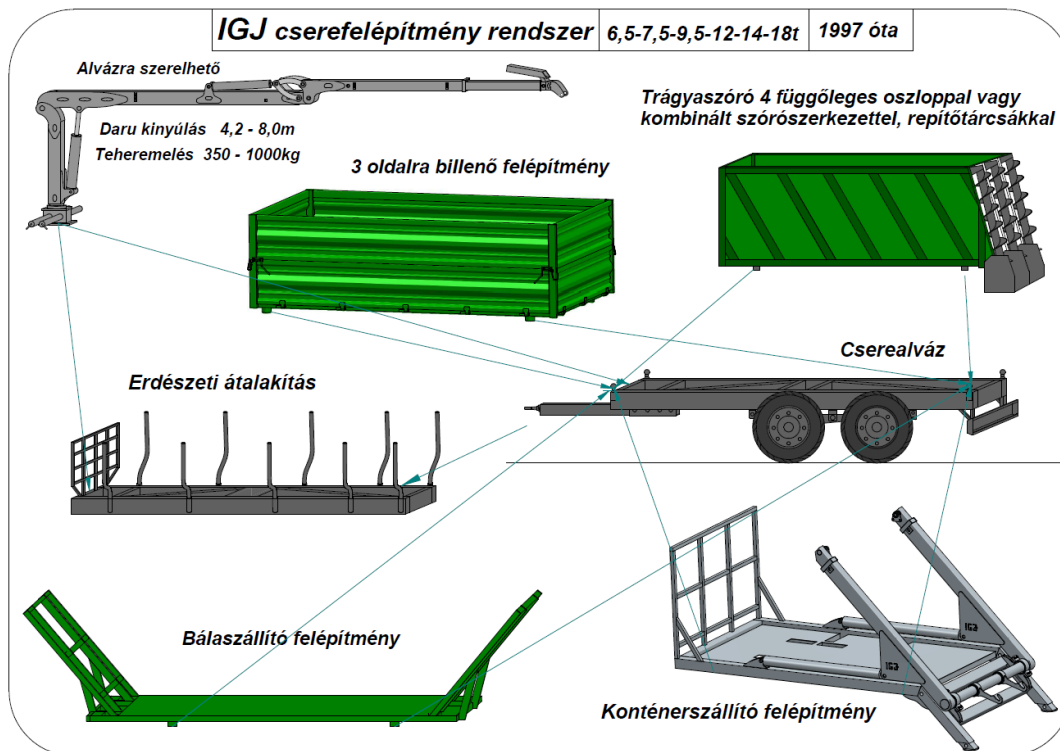 IGJ cserefelépítmény rendszer 6,5-7,5-9,5-12-14-18t 1997 óta
Alvázra szerelhető
Daru kinyúlás 4,2 - 8,0m
Teheremelés 350 - 1000kg
3 oldalra billenő felépítmény
Trágyaszóró 4 függőleges oszloppal vagy
kombinált szórószerkezettel, repítőtárcsákkal
Cserealváz
Erdészeti átalakítás
Bálaszállító felépítmény
IGJ
IGJ
Konténerszállító felépítmény